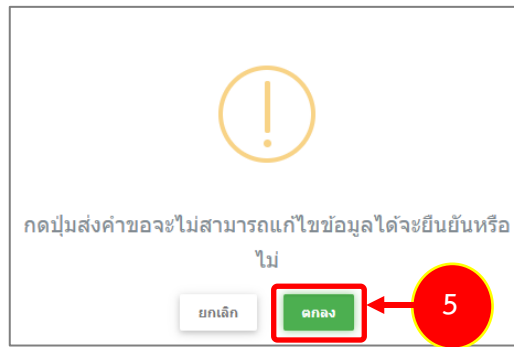 กดปุ่มส่งคำขอจะไม่สามารถแก้ไขข้อมูลได้จะยืนยันหรือ
ไม่
ยกเลิก
ตกลง
5